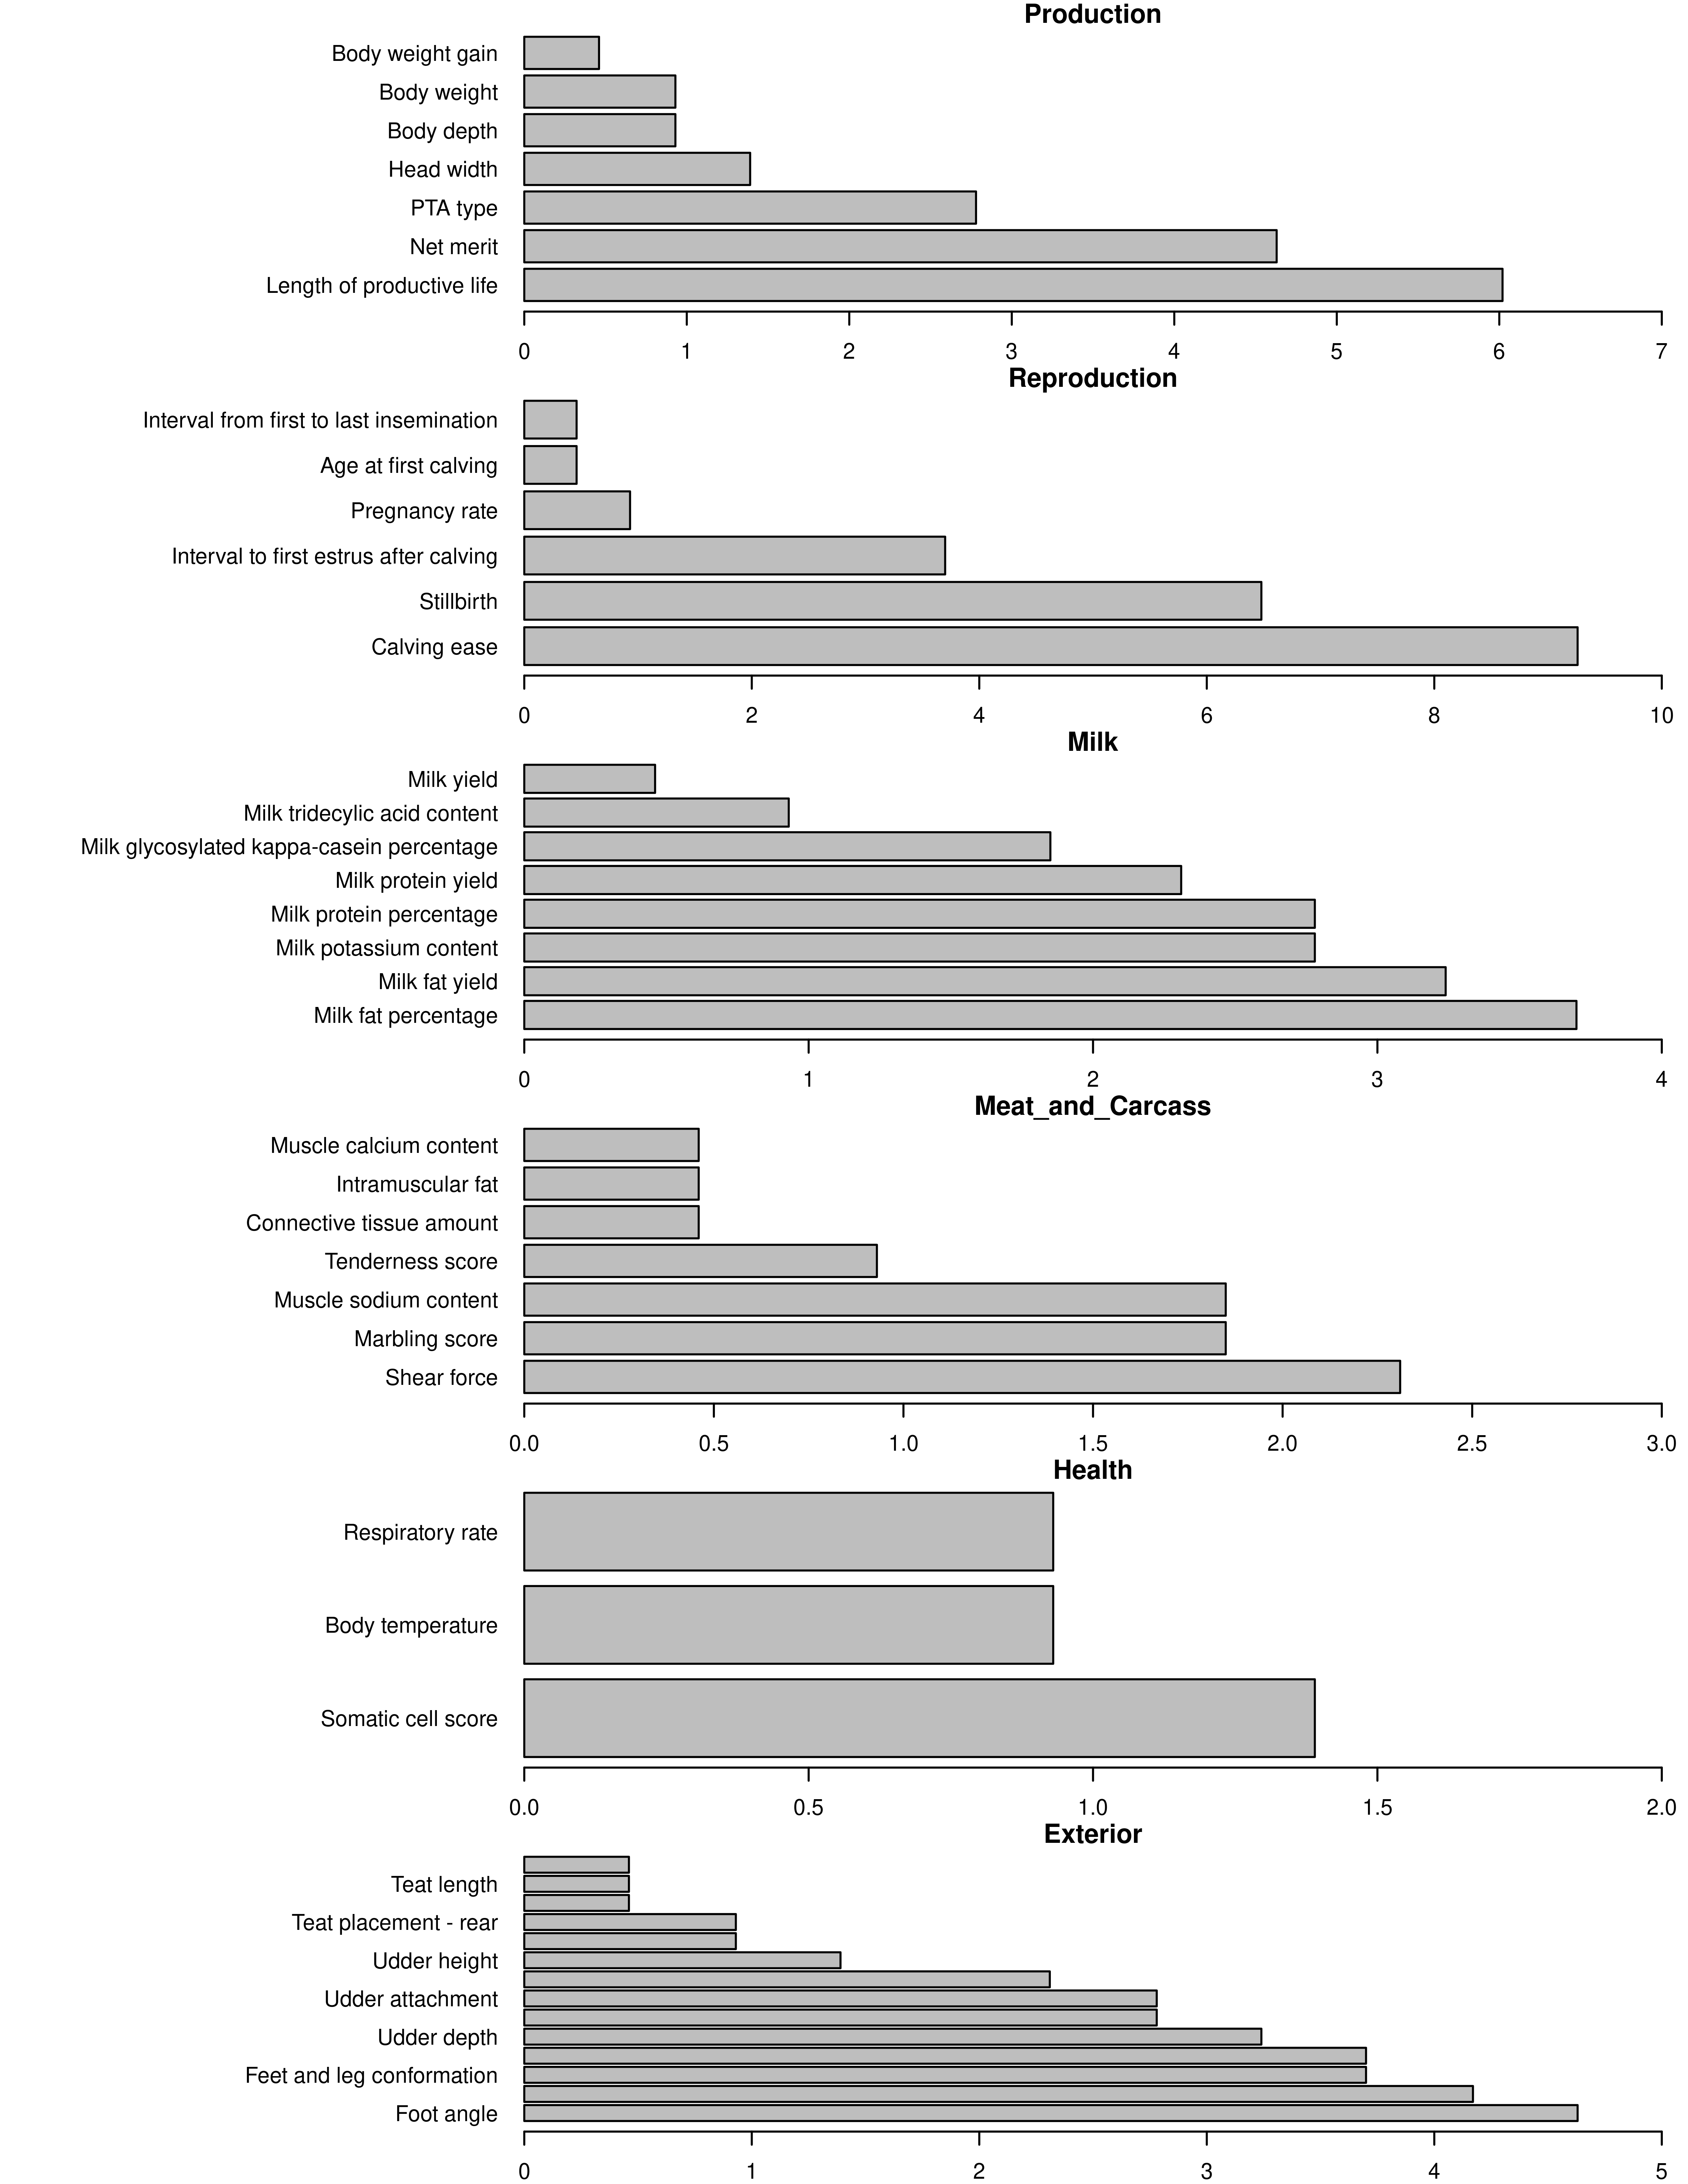 Production
Body weight gain
Body weight
Body depth
Head width
PTA type
Net merit
Length of productive life
0 1 2 3 4 5 6 7
Reproduction
Interval from first to last insemination
Age at first calving
Pregnancy rate
Interval to first estrus after calving
Stillbirth
Calving ease
0 2 4 6 8 10
Milk
Milk yield
Milk tridecylic acid content
Milk glycosylated kappa-casein percentage
Milk protein yield
Milk protein percentage
Milk potassium content
Milk fat yield
Milk fat percentage
0 1 2 3 4
Meat_and_Carcass
Muscle calcium content
Intramuscular fat
Connective tissue amount
Tenderness score
Muscle sodium content
Marbling score
Shear force
0.0 0.5 1.0 1.5 2.0 2.5 3.0
Health
Respiratory rate
Body temperature
Somatic cell score
0.0 0.5 1.0 1.5 2.0
Exterior
Teat length
Teat placement - rear
Udder height
Udder attachment
Udder depth
Feet and leg conformation
Foot angle
0 1 2 3 4 5